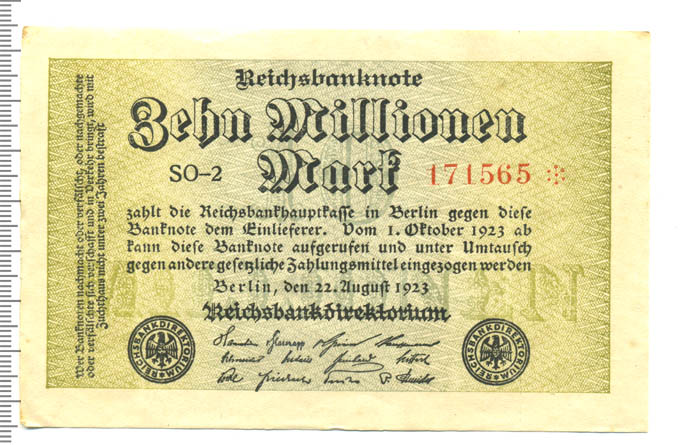 Reichsbanknote
Zehn Millionen
Mark
SO-2
171565 *
zahlt die Reichsbankhauptkasse in Berlin gegen diese
Banknote dem Einlieferer. Vom 1. Oktober 1923 ab
kann diese Banknote aufgerufen und unter Umtausch
gegen andere gesetzliche Zahlungsmittel eingezogen werden
Berlin, den 22. August 1923
Reichsbankdirektorium
REICHSBANKDIREKTORIUM
REICHSBANKDIREKTORIUM
Wer Banknoten nachmacht oder verfälscht, oder nachgemachte
oder verfälschte sich verschafft und in Verkehr bringt, wird mit
Zuchthaus nicht unter zwei Jahren bestraft